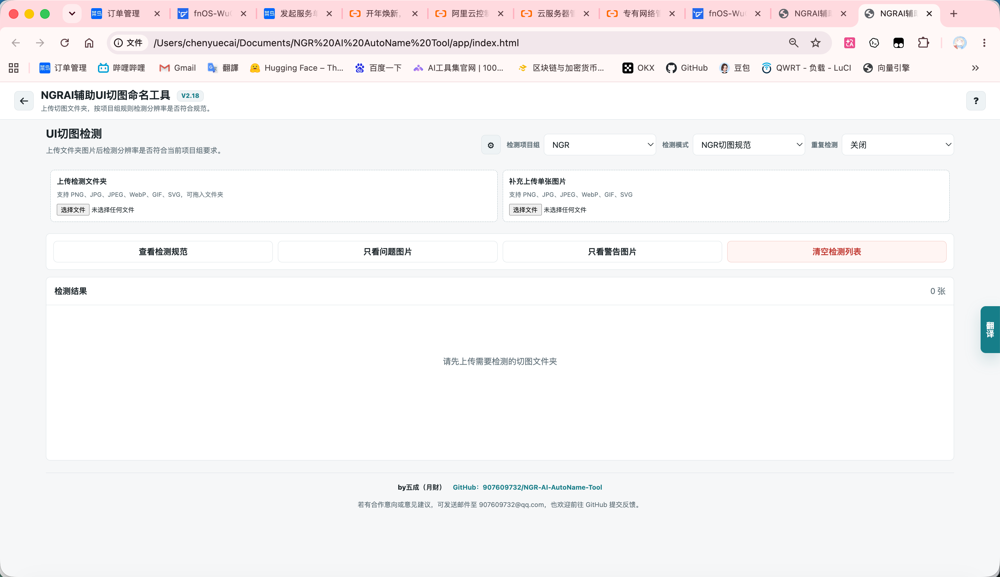 订单管理
fnOS-Wu
发起服务单
开年焕新,
阿里云控制
云服务器管
专有网络管
fnOS-Wu
NGRAI辅助
NGRAI辅助
文件 /Users/chenyuecai/Documents/NGR%20AI%20AutoName%20Tool/app/index.html
菜鸟 订单管理
哔哩哔哩
Gmail
翻譯
Hugging Face – Th...
du 百度一下
AI工具集官网 | 100...
区块链与加密货币...
OKX
GitHub
豆包
QWRT - 负载 - LuCI
向量引擎
NGRAI辅助UI切图命名工具 V2.18
上传切图文件夹，按项目组规则检测分辨率是否符合规范。
?
UI切图检测
上传文件夹图片后检测分辨率是否符合当前项目组要求。
检测项目组 NGR
检测模式 NGR切图规范
重复检测 关闭
上传检测文件夹
支持 PNG、JPG、JPEG、WebP、GIF、SVG，可拖入文件夹
选择文件 未选择任何文件
补充上传单张图片
支持 PNG、JPG、JPEG、WebP、GIF、SVG
选择文件 未选择任何文件
查看检测规范
只看问题图片
只看警告图片
清空检测列表
检测结果
0 张
请先上传需要检测的切图文件夹
翻译
by五成（月财） GitHub：907609732/NGR-AI-AutoName-Tool
若有合作意向或意见建议，可发送邮件至 907609732@qq.com，也欢迎前往 GitHub 提交反馈。